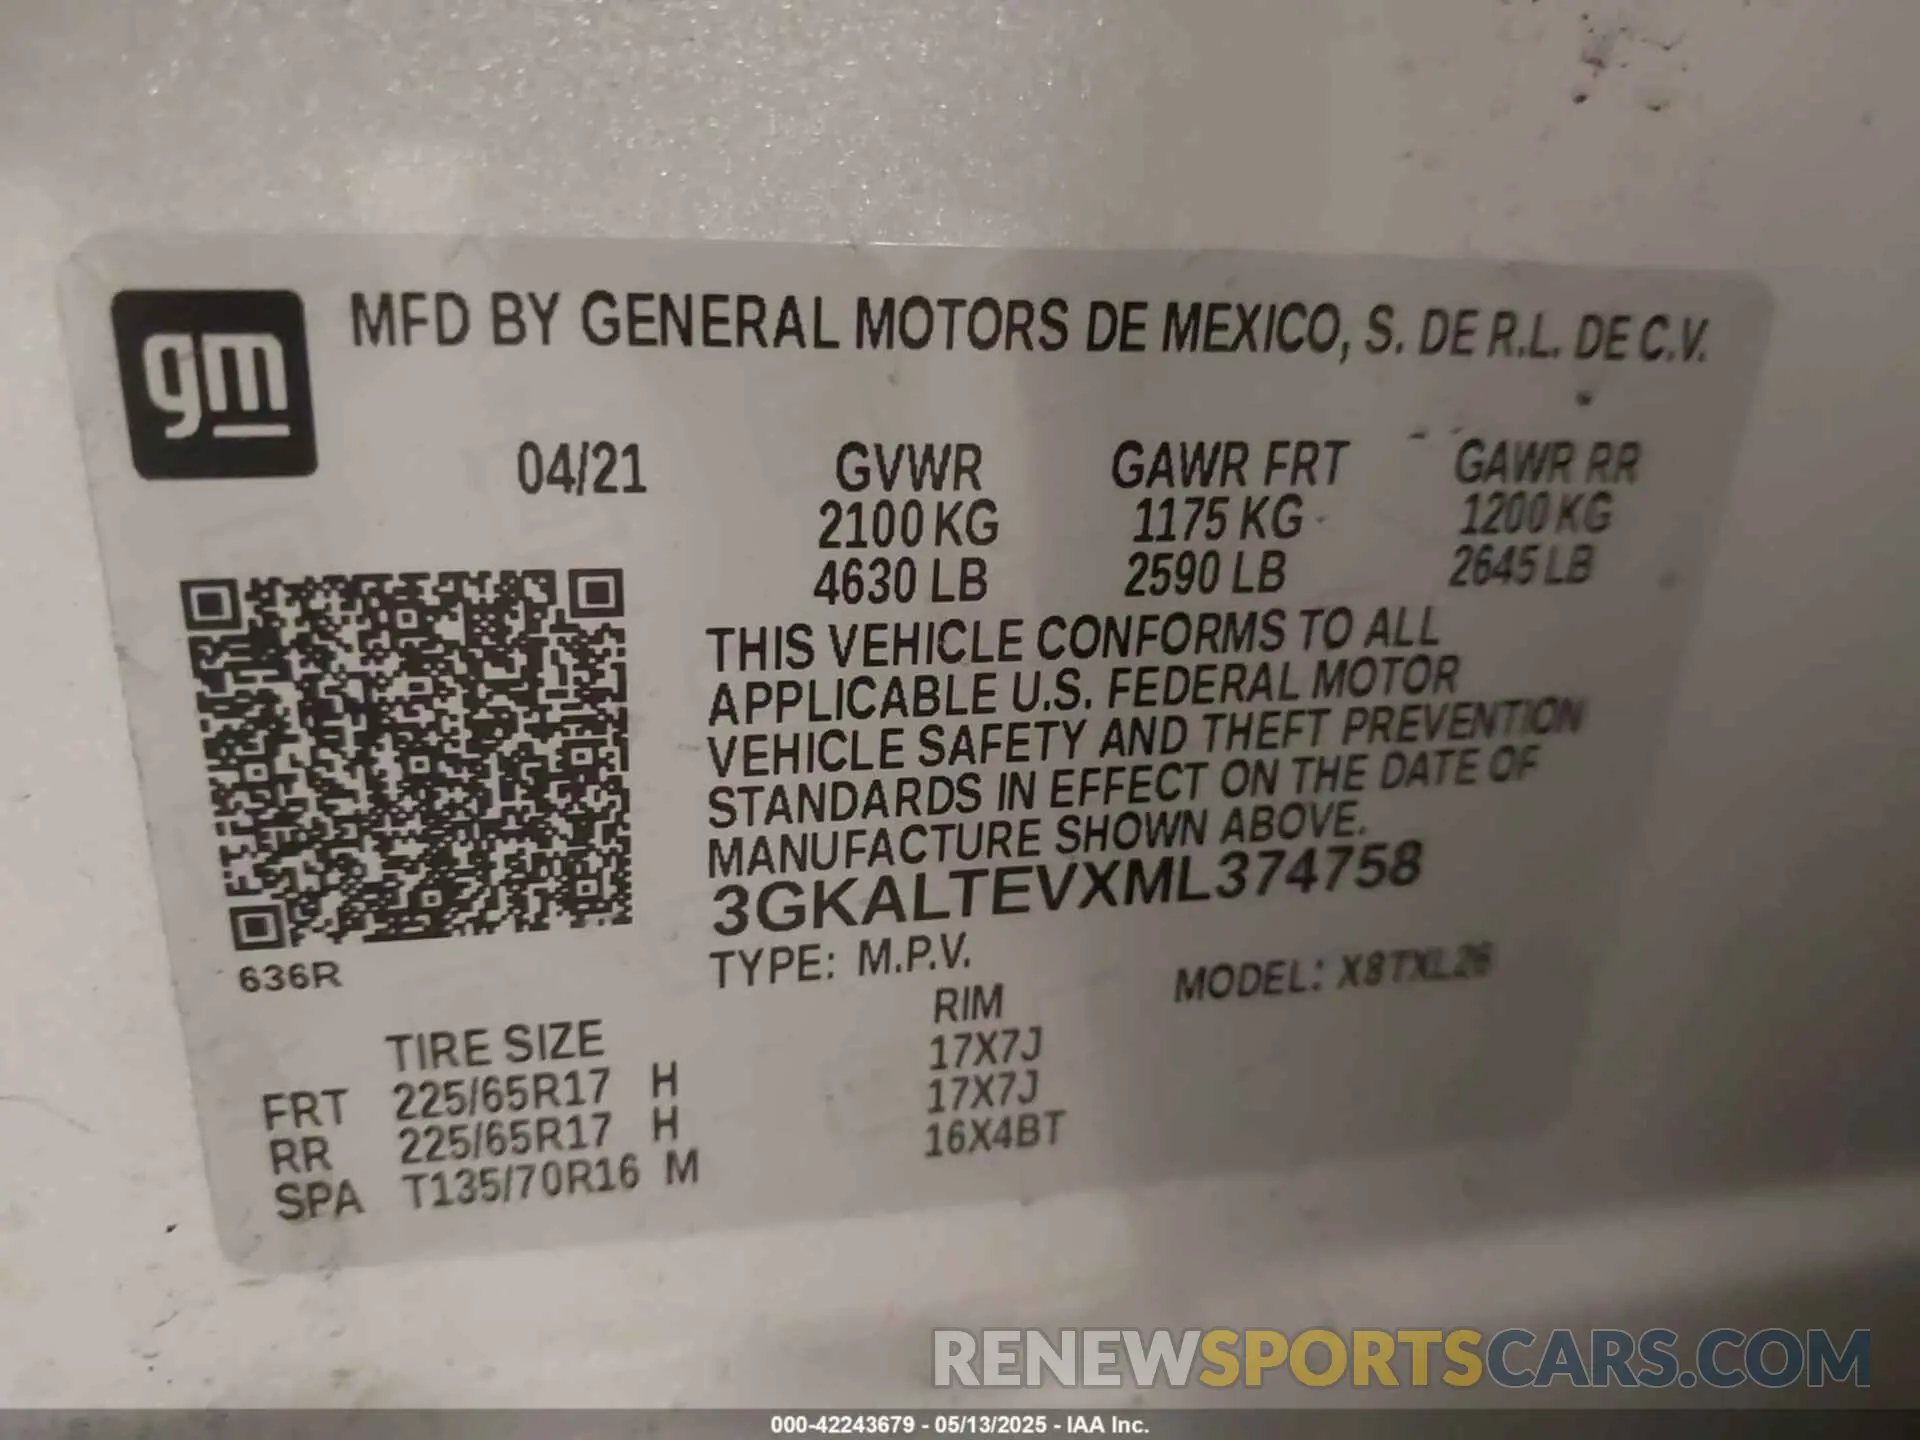 gm
MFD BY GENERAL MOTORS DE MEXICO, S. DE R.L. DE C.V.
04/21 GVWR GAWR FRT GAWR RR
2100 KG 1175 KG 1200 KG
4630 LB 2590 LB 2645 LB
THIS VEHICLE CONFORMS TO ALL
APPLICABLE U.S. FEDERAL MOTOR
VEHICLE SAFETY AND THEFT PREVENTION
STANDARDS IN EFFECT ON THE DATE OF
MANUFACTURE SHOWN ABOVE.
3GKALTEVXML374758
636R
TYPE: M.P.V. MODEL: X8TXL26
TIRE SIZE RIM
FRT 225/65R17 H 17X7J
RR 225/65R17 H 17X7J
SPA T135/70R16 M 16X4BT
RENEWSPORTSCARS.COM
000-42243679 - 05/13/2025 - IAA Inc.